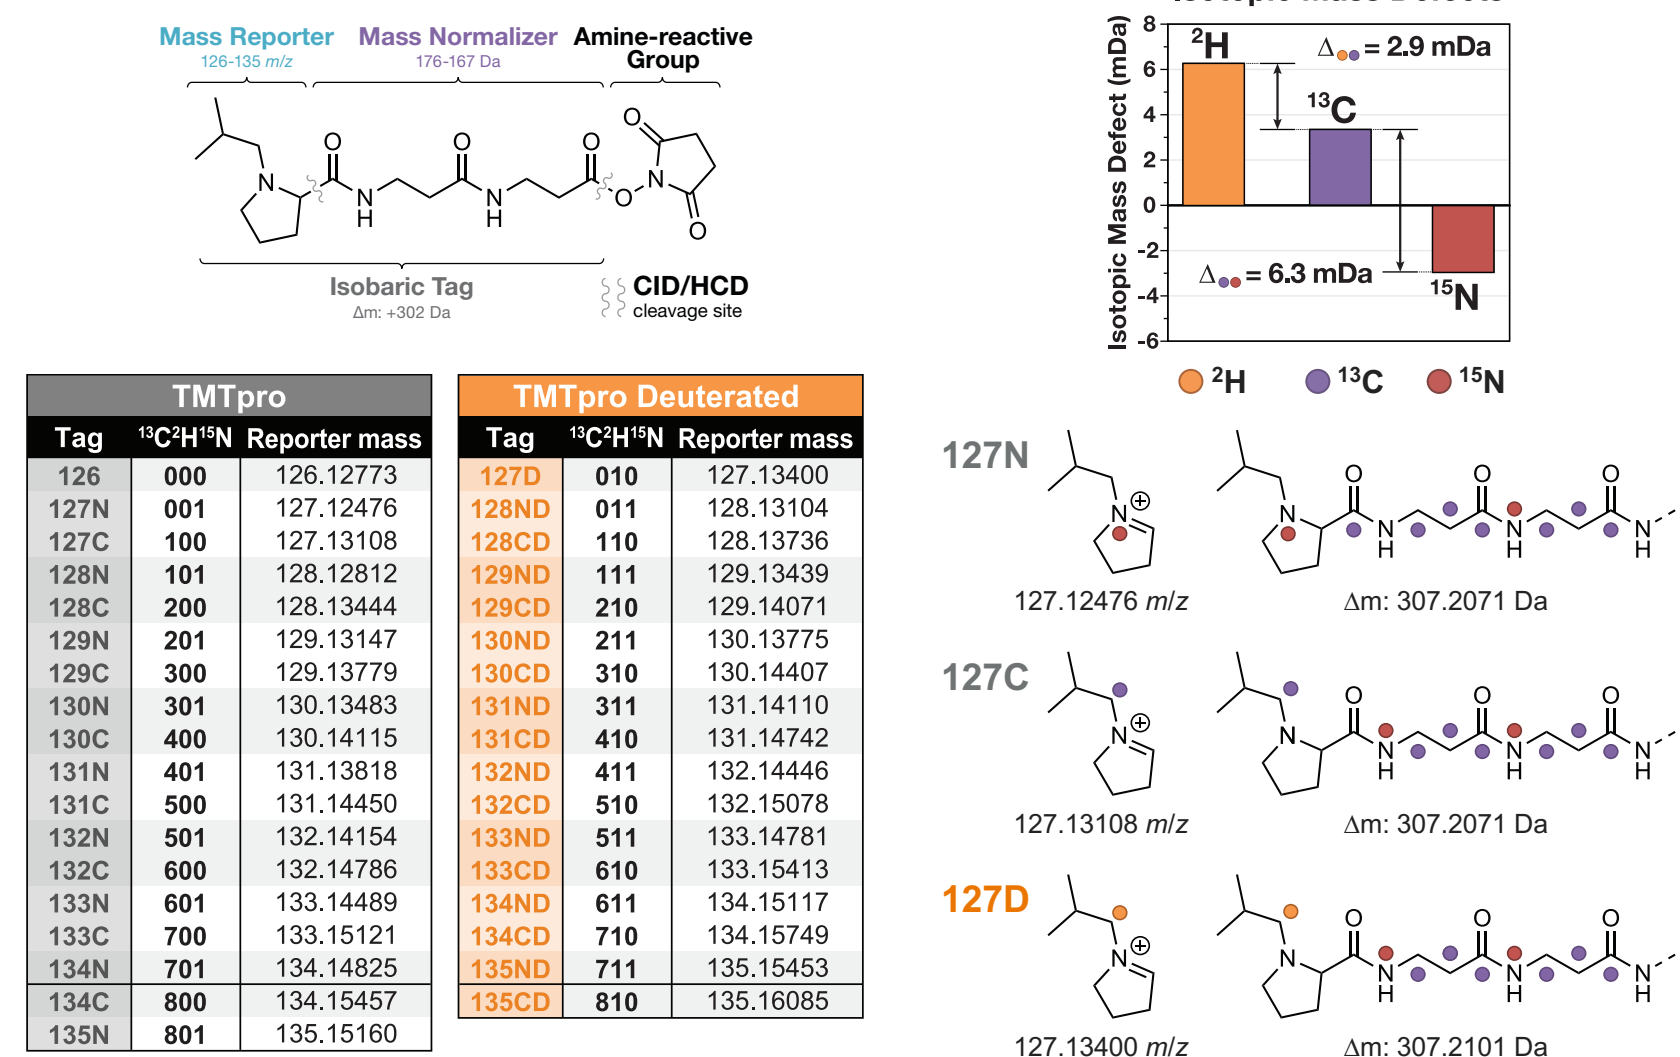 Mass Reporter
126-135 m/z
Mass Normalizer
176-167 Da
Amine-reactive
Group
O
O
O
O
N
N
H
N
H
O
N
O
Isobaric Tag
Δm: +302 Da
CID/HCD
cleavage site
Isotopic Mass Defects
Isotopic Mass Defect (mDa)
8
6
4
2
0
-2
-4
-6
²H
¹³C
¹⁵N
Δ = 2.9 mDa
Δ = 6.3 mDa
²H
¹³C
¹⁵N
TMTpro
Tag ¹³C²H¹⁵N Reporter mass
126 000 126.12773
127N 001 127.12476
127C 100 127.13108
128N 101 128.12812
128C 200 128.13444
129N 201 129.13147
129C 300 129.13779
130N 301 130.13483
130C 400 130.14115
131N 401 131.13818
131C 500 131.14450
132N 501 132.14154
132C 600 132.14786
133N 601 133.14489
133C 700 133.15121
134N 701 134.14825
134C 800 134.15457
135N 801 135.15160
TMTpro Deuterated
Tag ¹³C²H¹⁵N Reporter mass
127D 010 127.13400
128ND 011 128.13104
128CD 110 128.13736
129ND 111 129.13439
129CD 210 129.14071
130ND 211 130.13775
130CD 310 130.14407
131ND 311 131.14110
131CD 410 131.14742
132ND 411 132.14446
132CD 510 132.15078
133ND 511 133.14781
133CD 610 133.15413
134ND 611 134.15117
134CD 710 134.15749
135ND 711 135.15453
135CD 810 135.16085
127N
N
+
O
O
O
N
N
H
N
H
N
H
127.12476 m/z
Δm: 307.2071 Da
127C
N
+
O
O
O
N
N
H
N
H
N
H
127.13108 m/z
Δm: 307.2071 Da
127D
N
+
O
O
O
N
N
H
N
H
N
H
127.13400 m/z
Δm: 307.2101 Da